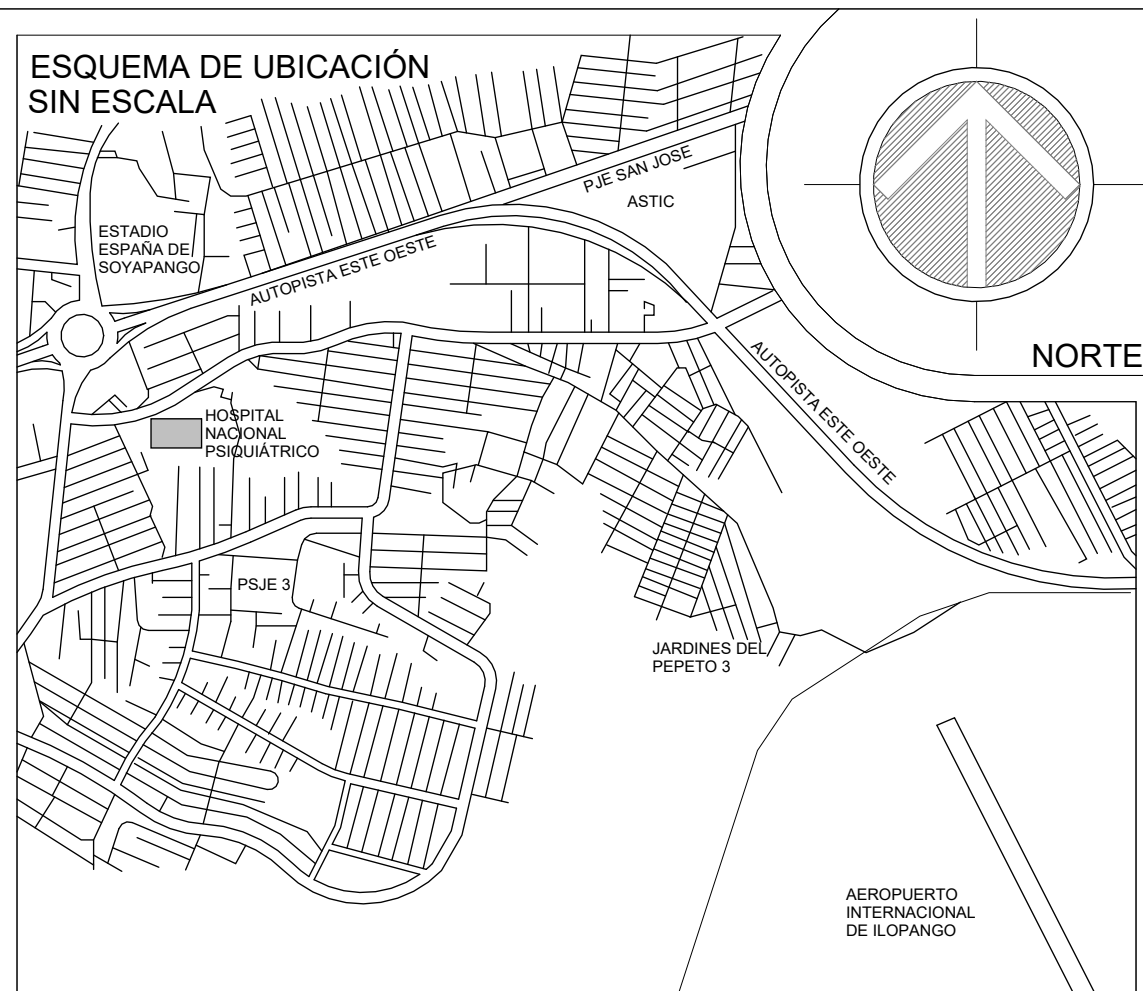 ESQUEMA DE UBICACIÓN
SIN ESCALA
PJE SAN JOSE
ASTIC
ESTADIO
ESPAÑA DE
SOYAPANGO
AUTOPISTA ESTE OESTE
NORTE
AUTOPISTA ESTE OESTE
HOSPITAL
NACIONAL
PSIQUIÁTRICO
PSJE 3
JARDINES DEL
PEPETO 3
AEROPUERTO
INTERNACIONAL
DE ILOPANGO